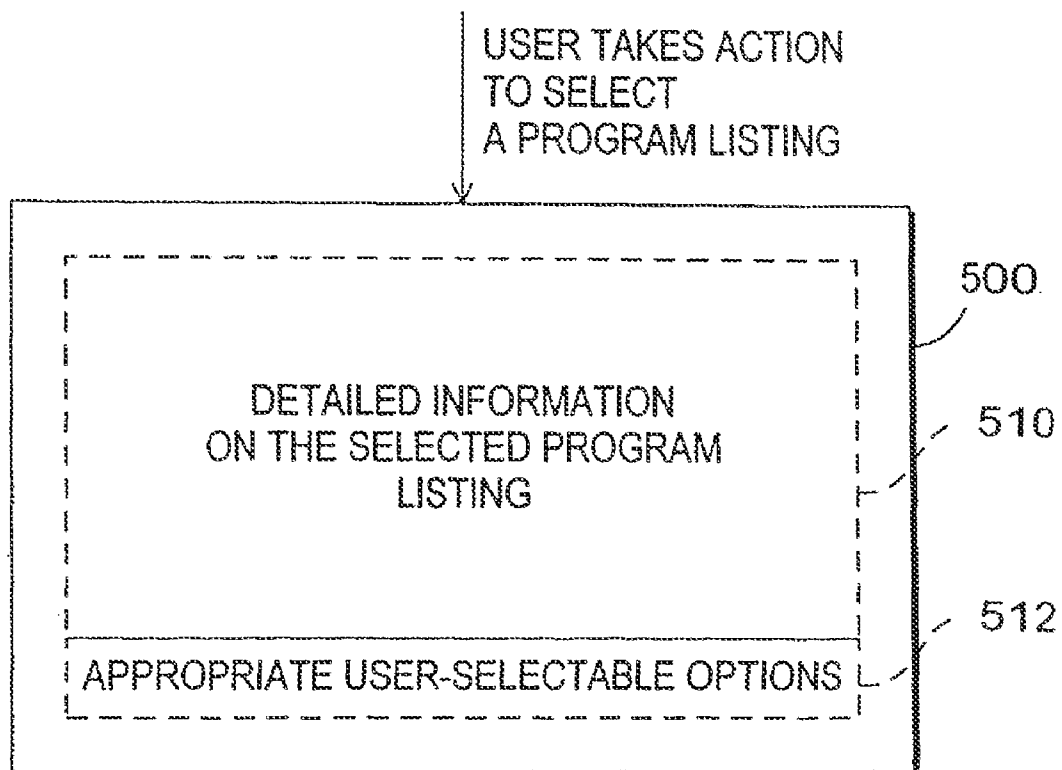 USER TAKES ACTION
TO SELECT
A PROGRAM LISTING
500
DETAILED INFORMATION
ON THE SELECTED PROGRAM
LISTING
510
512
APPROPRIATE USER-SELECTABLE OPTIONS